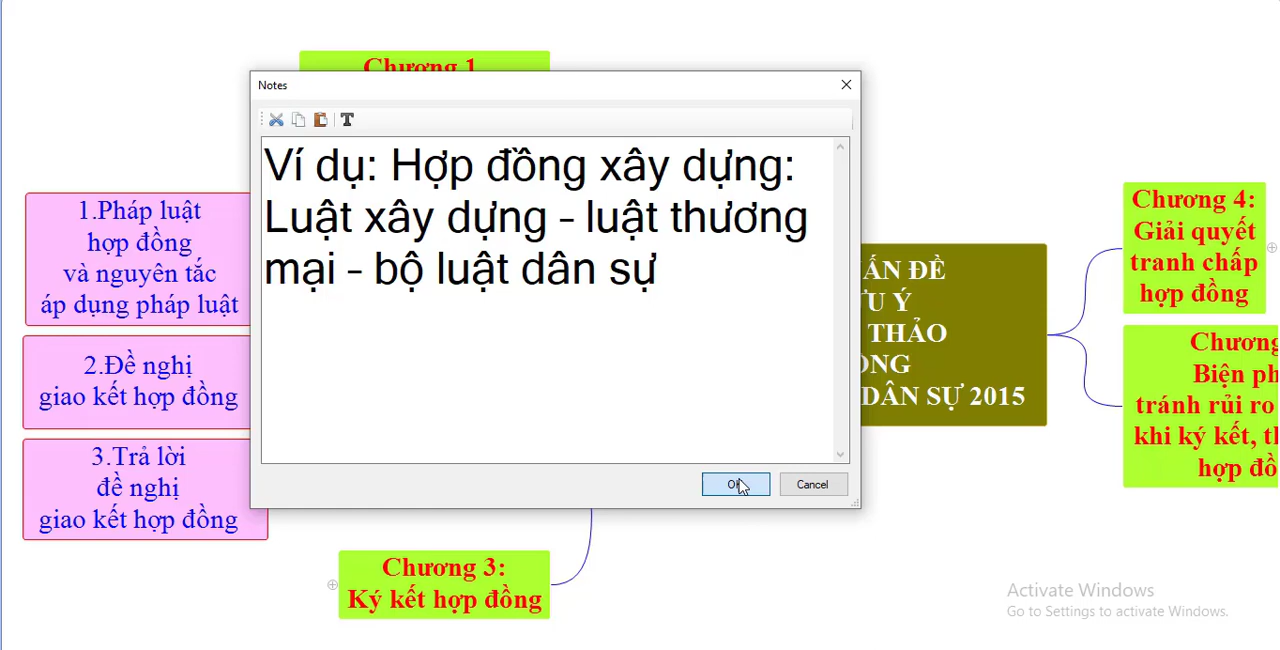 Chương 1
Notes
T
Ví dụ: Hợp đồng xây dựng:
Luật xây dựng - luật thương
mại - bộ luật dân sự
Cancel
1.Pháp luật
hợp đồng
và nguyên tắc
áp dụng pháp luật
2.Đề nghị
giao kết hợp đồng
3.Trả lời
đề nghị
giao kết hợp đồng
Chương 3:
Ký kết hợp đồng
ĐỀ
Ý
THẢO
DÂN SỰ 2015
Chương 4:
Giải quyết
tranh chấp
hợp đồng
Biện
tránh rủi ro
khi ký kết,
hợp
Activate Windows
Go to Settings to activate Windows.